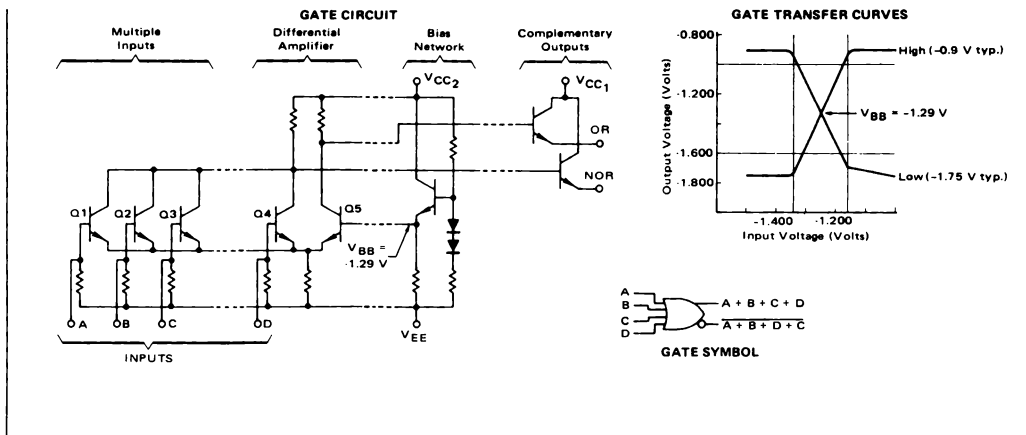 GATE CIRCUIT
Multiple
Inputs
Differential
Amplifier
Bias
Network
Complementary
Outputs
VCC2
VCC1
OR
NOR
Q1
Q2
Q3
Q4
Q5
VBB =
-1.29 V
A
B
C
D
VEE
INPUTS
GATE TRANSFER CURVES
Output Voltage (Volts)
-0.800
-1.200
-1.600
-1.800
High (-0.9 V typ.)
VBB = -1.29 V
Low (-1.75 V typ.)
-1.400
-1.200
Input Voltage (Volts)
A
B
C
D
A + B + C + D
A + B + D + C
GATE SYMBOL